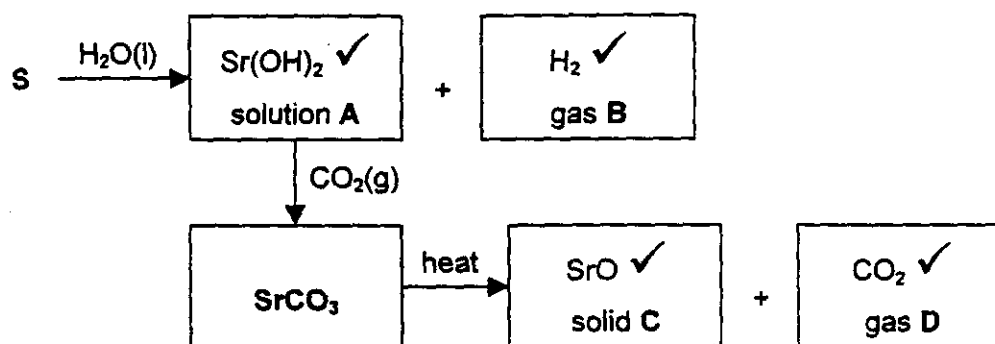 H₂O(l)
S
Sr(OH)₂ ✓
solution A
+
H₂ ✓
gas B
CO₂(g)
SrCO₃
heat
SrO ✓
solid C
+
CO₂ ✓
gas D